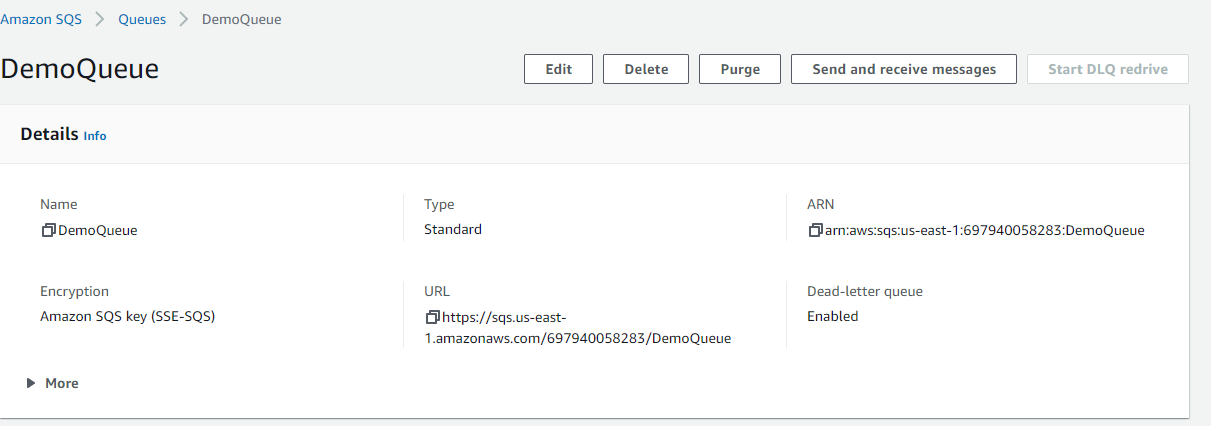 Amazon SQS > Queues > DemoQueue
DemoQueue
Edit
Delete
Purge
Send and receive messages
Start DLQ redrive
Details Info
Name
DemoQueue
Type
Standard
ARN
arn:aws:sqs:us-east-1:697940058283:DemoQueue
Encryption
Amazon SQS key (SSE-SQS)
URL
https://sqs.us-east-
1.amazonaws.com/697940058283/DemoQueue
Dead-letter queue
Enabled
More